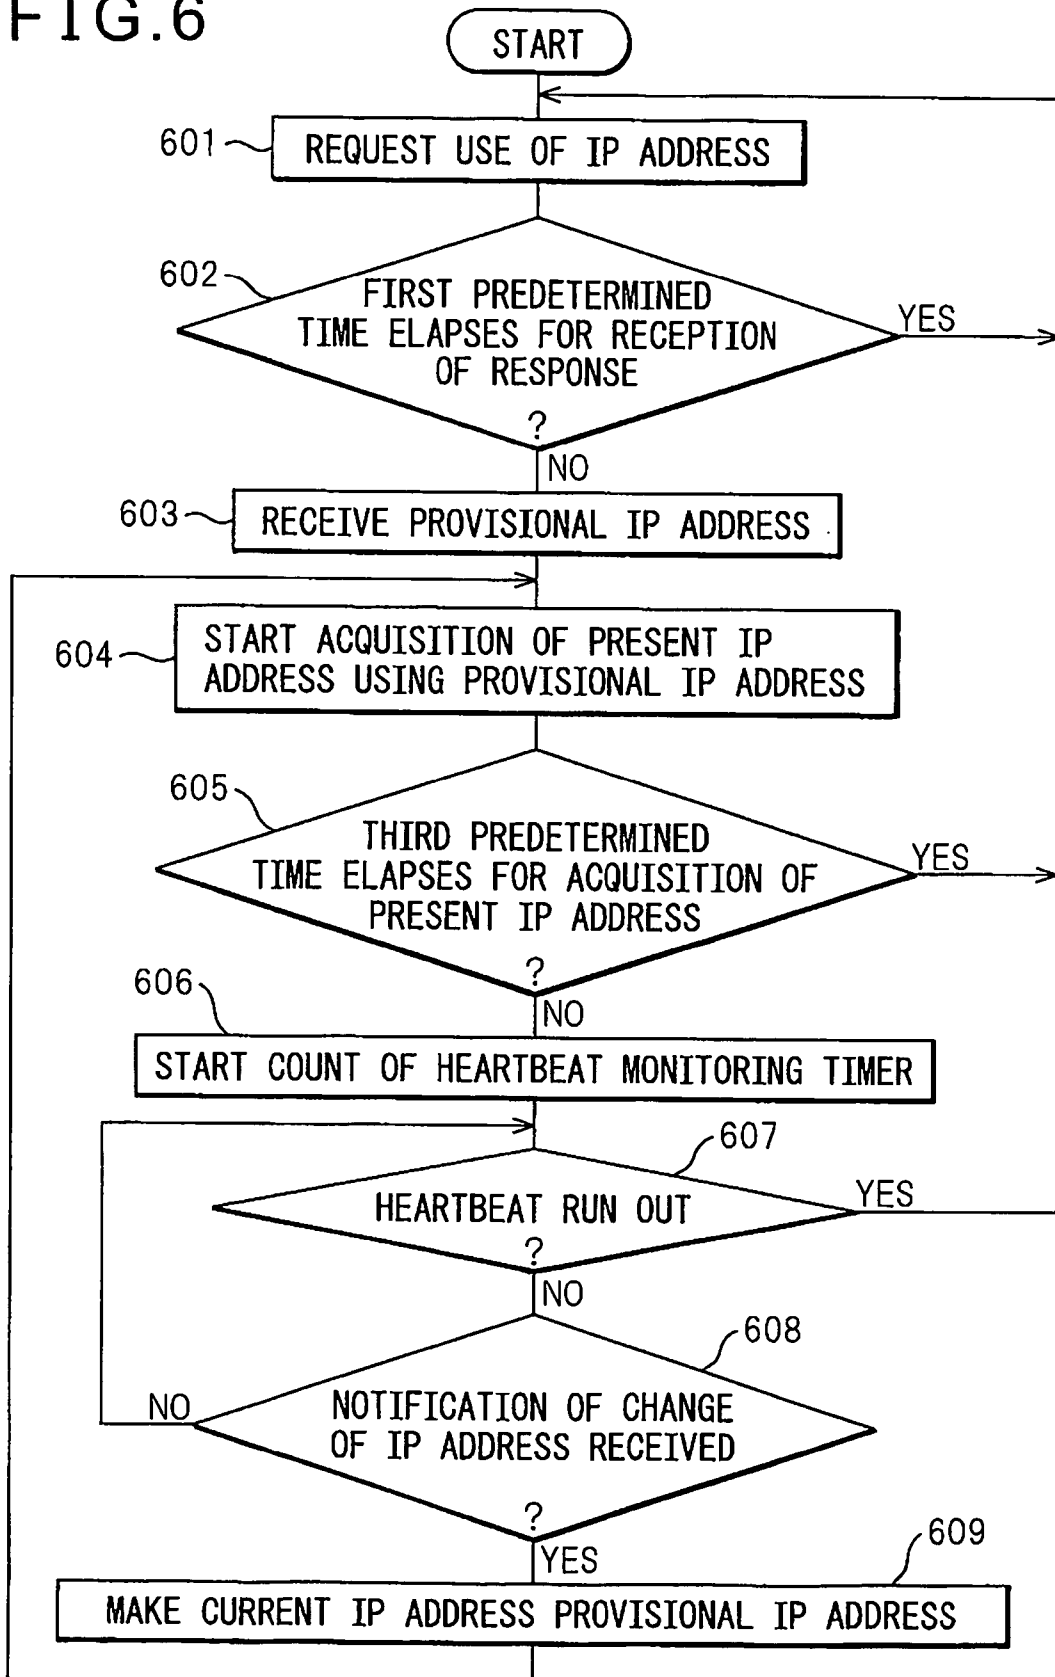 FIG.6
START
601
REQUEST USE OF IP ADDRESS
602
FIRST PREDETERMINED
TIME ELAPSES FOR RECEPTION
OF RESPONSE
?
YES
NO
603
RECEIVE PROVISIONAL IP ADDRESS
604
START ACQUISITION OF PRESENT IP
ADDRESS USING PROVISIONAL IP ADDRESS
605
THIRD PREDETERMINED
TIME ELAPSES FOR ACQUISITION OF
PRESENT IP ADDRESS
?
YES
NO
606
START COUNT OF HEARTBEAT MONITORING TIMER
607
HEARTBEAT RUN OUT
?
YES
NO
608
NOTIFICATION OF CHANGE
OF IP ADDRESS RECEIVED
?
NO
YES
609
MAKE CURRENT IP ADDRESS PROVISIONAL IP ADDRESS